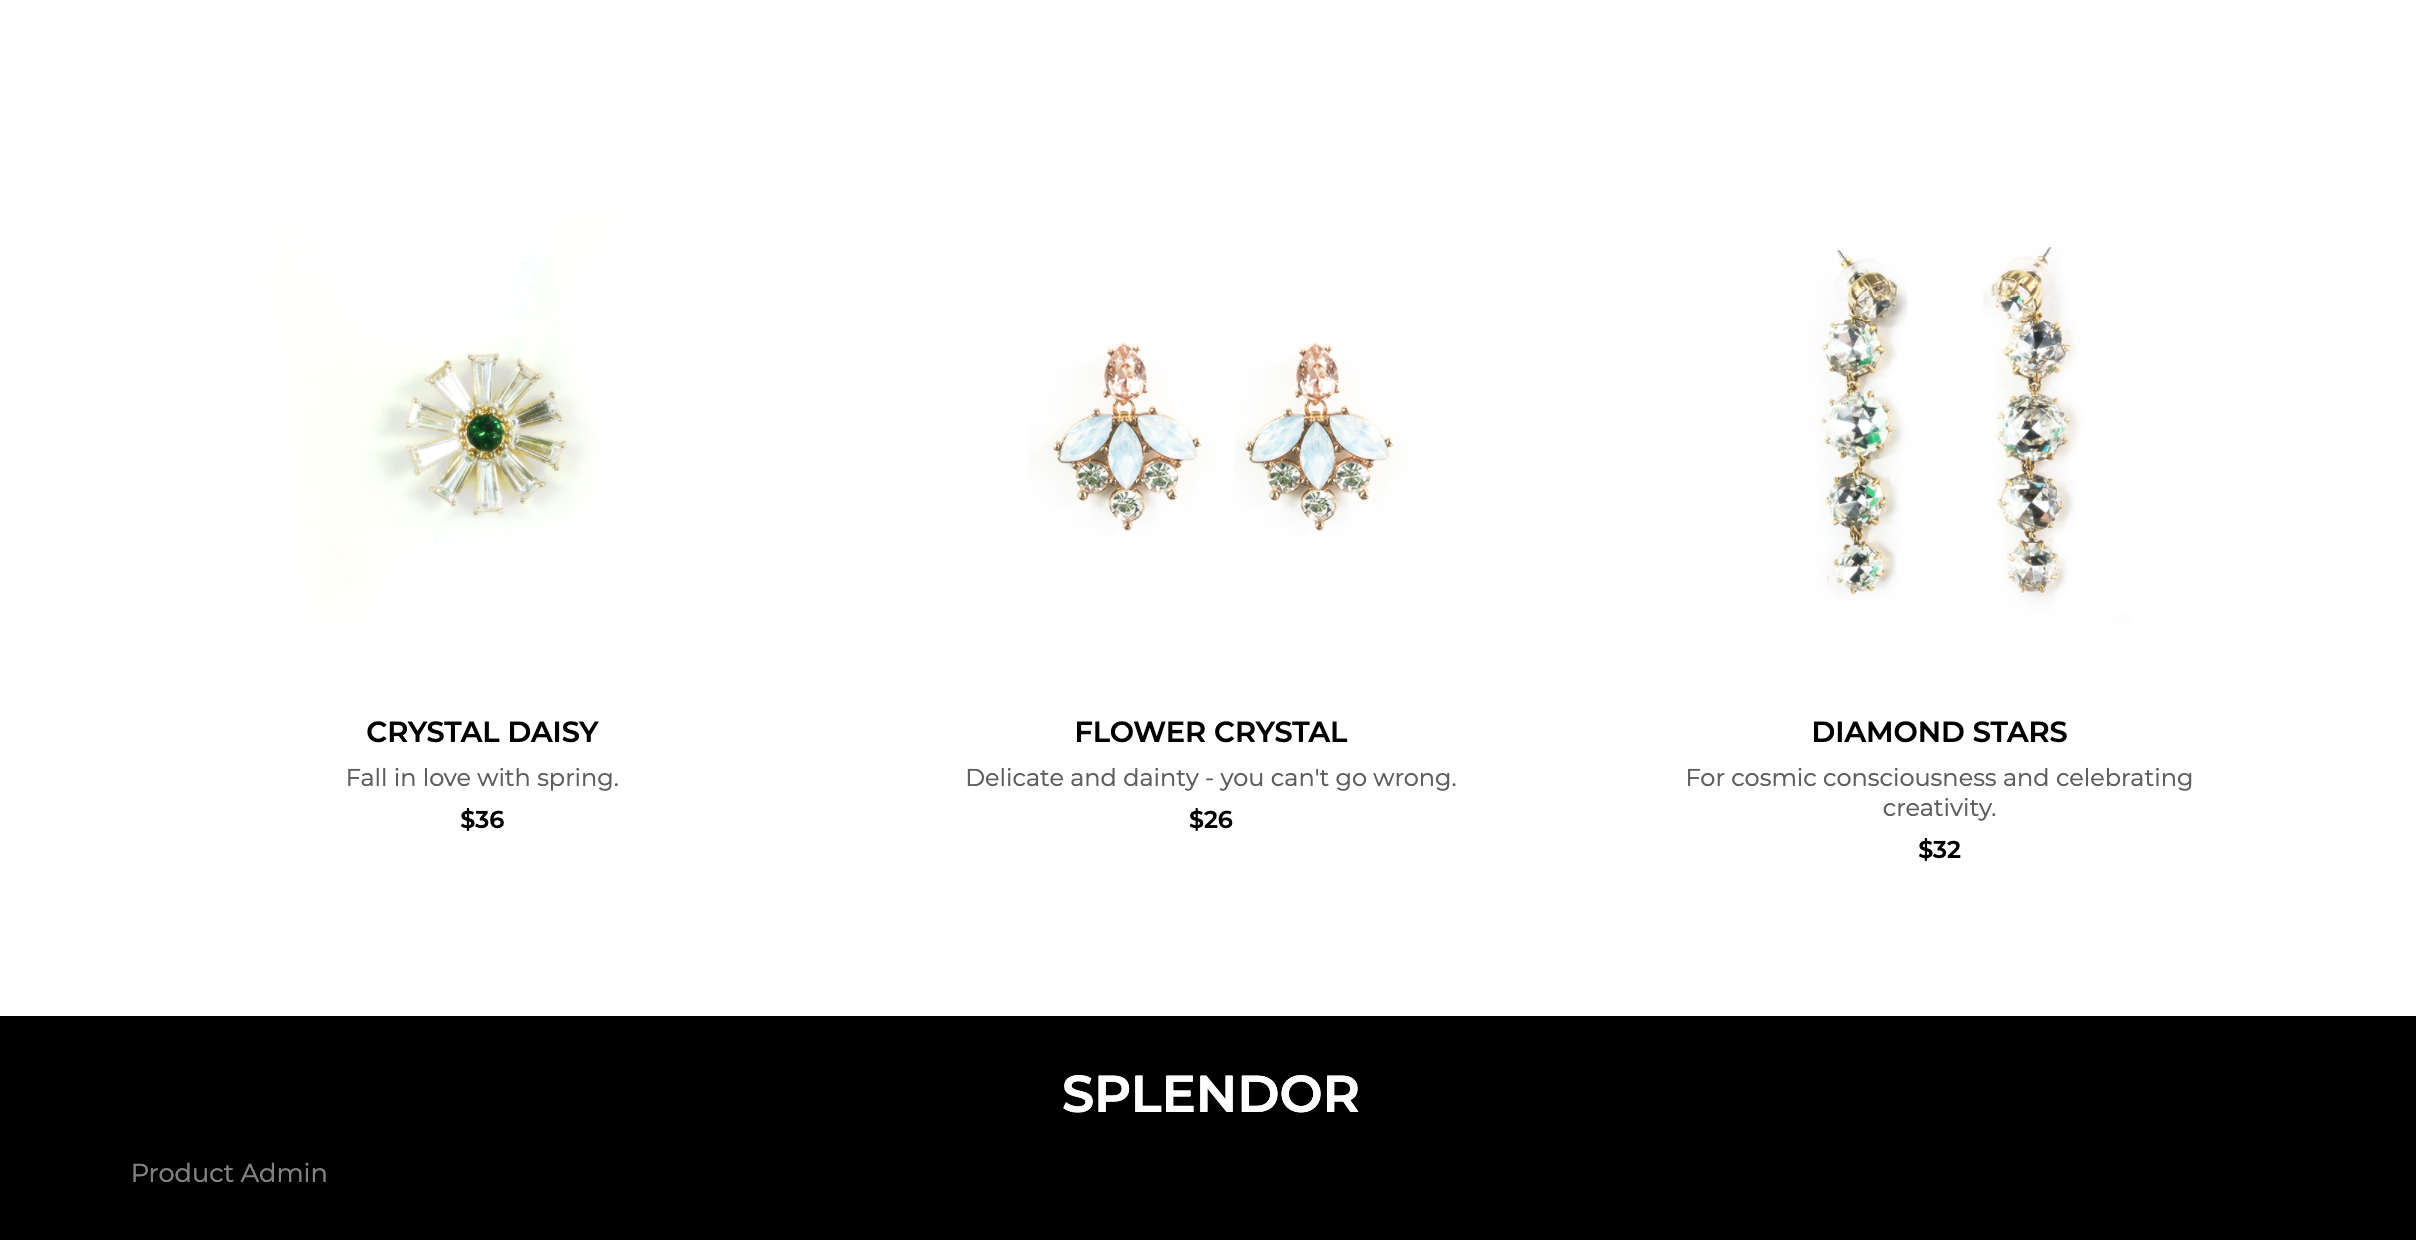 CRYSTAL DAISY
Fall in love with spring.
$36
FLOWER CRYSTAL
Delicate and dainty - you can't go wrong.
$26
DIAMOND STARS
For cosmic consciousness and celebrating
creativity.
$32
SPLENDOR
Product Admin